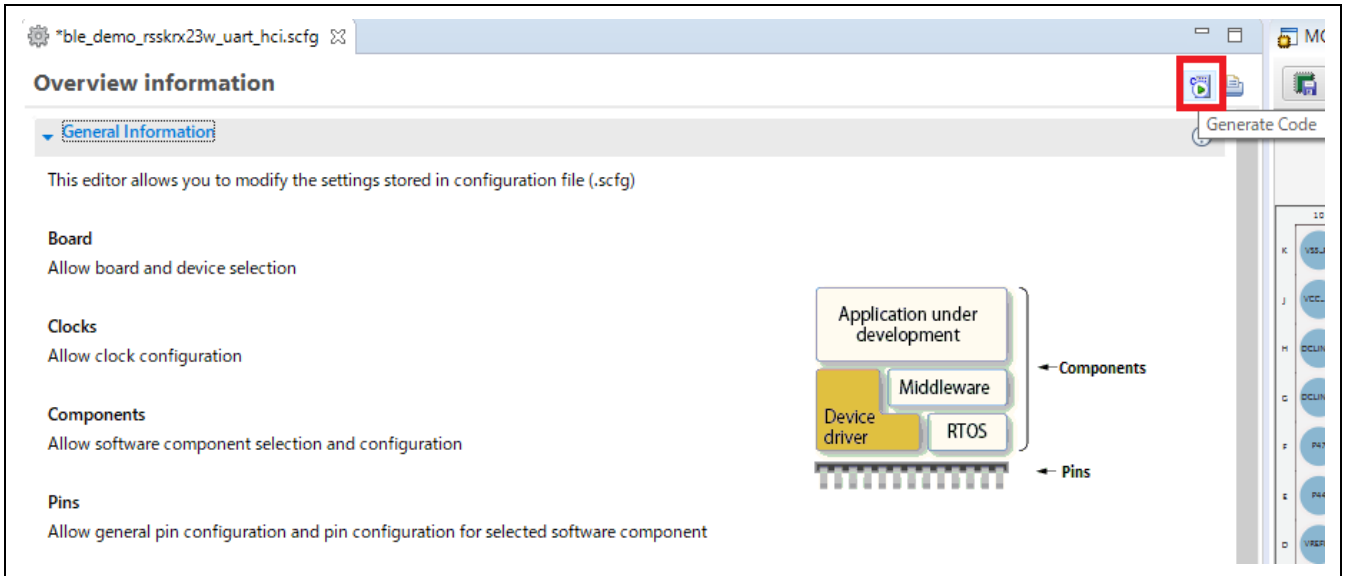 *ble_demo_rsskrx23w_uart_hci.scfg
Overview information
Generate Code
General Information
This editor allows you to modify the settings stored in configuration file (.scfg)
Board
Allow board and device selection
Clocks
Allow clock configuration
Components
Allow software component selection and configuration
Pins
Allow general pin configuration and pin configuration for selected software component
Application under
development
Middleware
Device
driver
RTOS
Components
Pins
10
K
J
H
G
F
E
D